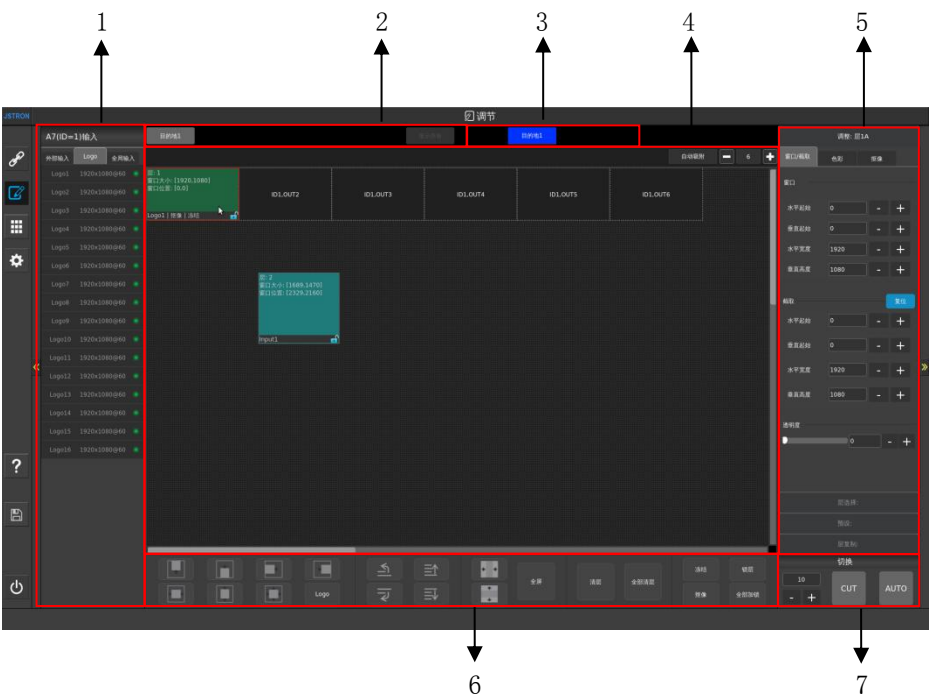 1 2 3 4 5
JSTRON 调节
A7(ID=1)输入
目的地1
目的地1
调整: 层1A
外部输入 Logo 全局输入
自动吸附 6
窗口/截取 色彩 抠像
Logo1 1920x1080@60
Logo2 1920x1080@60
Logo3 1920x1080@60
Logo4 1920x1080@60
Logo5 1920x1080@60
Logo6 1920x1080@60
Logo7 1920x1080@60
Logo8 1920x1080@60
Logo9 1920x1080@60
Logo10 1920x1080@60
Logo11 1920x1080@60
Logo12 1920x1080@60
Logo13 1920x1080@60
Logo14 1920x1080@60
Logo15 1920x1080@60
Logo16 1920x1080@60
层: 1
窗口大小: [1920,1080]
窗口位置: [0,0]
Logo1 | 抠像 | 冻结
ID1.OUT2 ID1.OUT3 ID1.OUT4 ID1.OUT5 ID1.OUT6
层: 2
窗口大小: [1689,1470]
窗口位置: [2329,2160]
Input1
窗口
水平起始 0 - +
垂直起始 0 - +
水平宽度 1920 - +
垂直高度 1080 - +
截取 复位
水平起始 0 - +
垂直起始 0 - +
水平宽度 1920 - +
垂直高度 1080 - +
透明度
0 - +
层选择:
预设:
层复制:
Logo
全屏 清层 全部清层
冻结 锁层
抠像 全部加锁
切换
10
- +
CUT AUTO
6 7